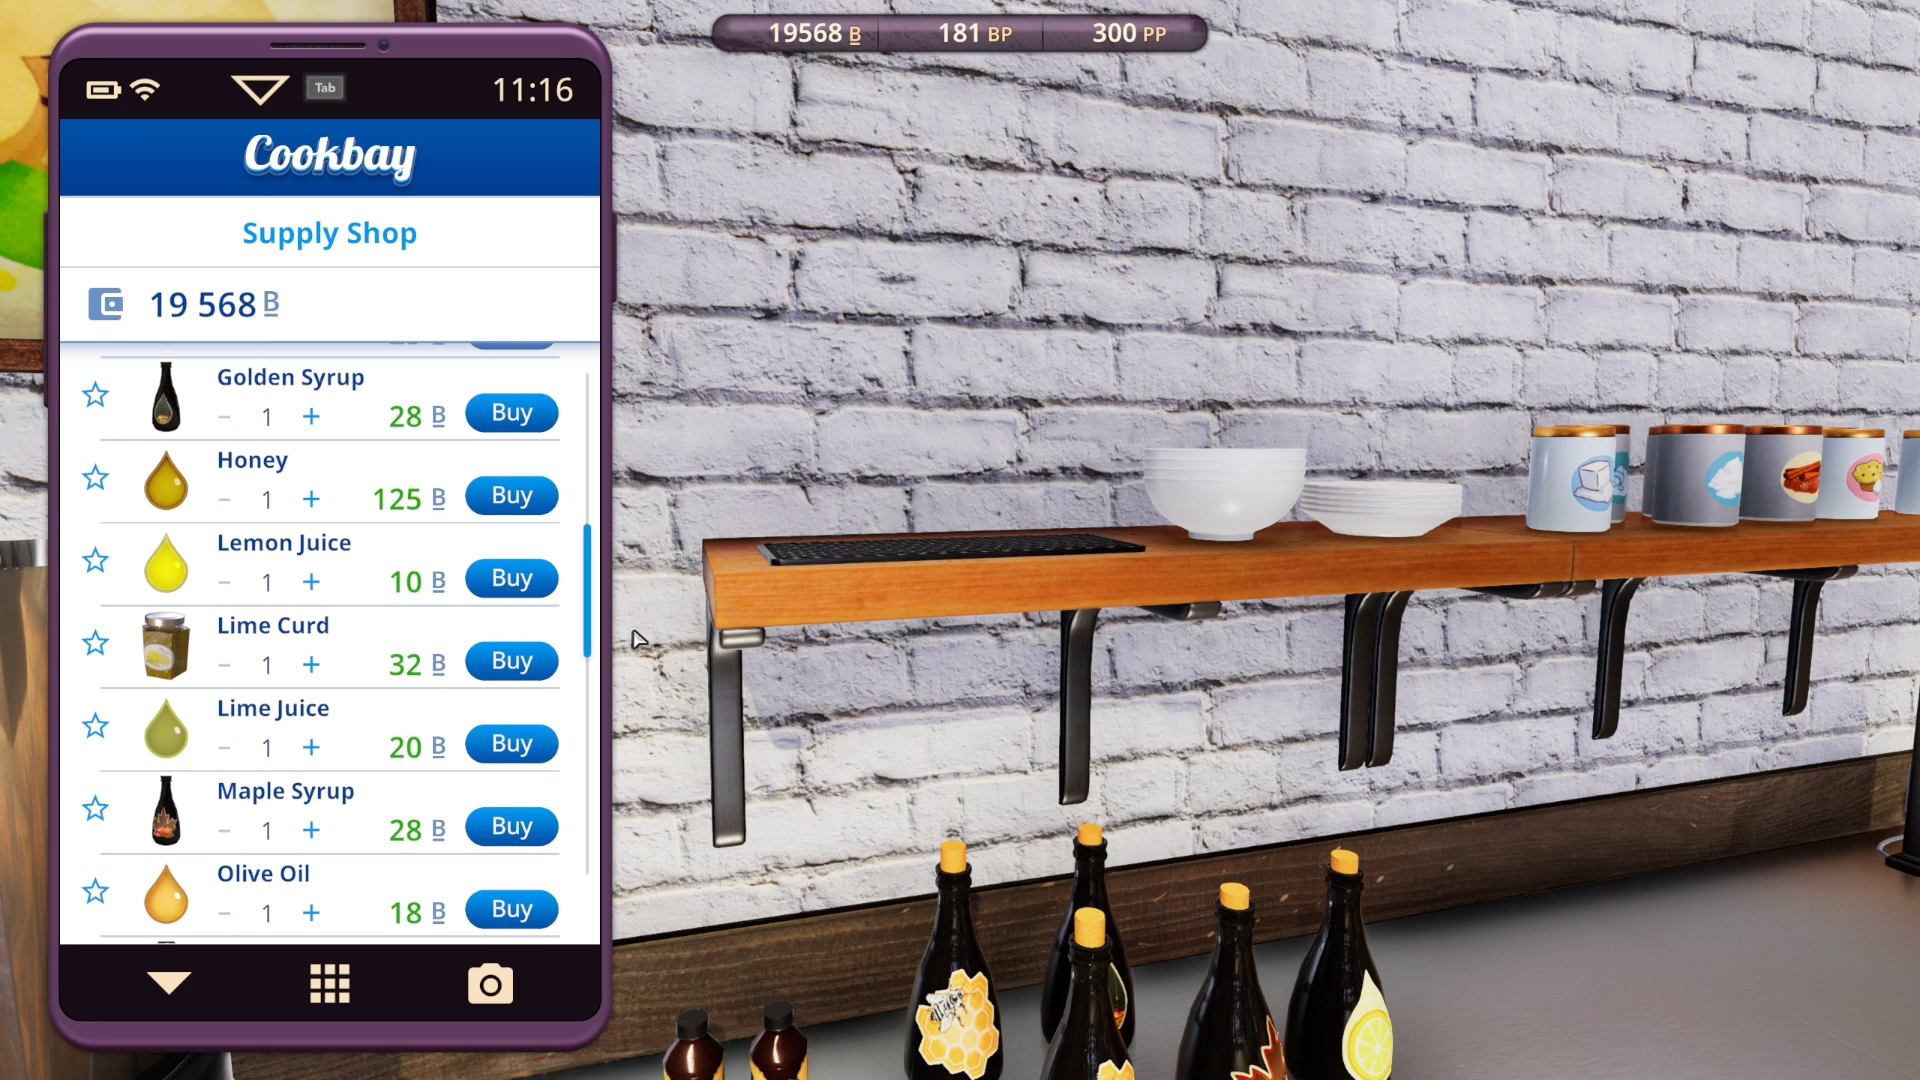 19568 B 181 BP 300 PP
Tab 11:16
Cookbay
Supply Shop
19 568 B
Golden Syrup
− 1 + 28 B Buy
Honey
− 1 + 125 B Buy
Lemon Juice
− 1 + 10 B Buy
Lime Curd
− 1 + 32 B Buy
Lime Juice
− 1 + 20 B Buy
Maple Syrup
− 1 + 28 B Buy
Olive Oil
− 1 + 18 B Buy